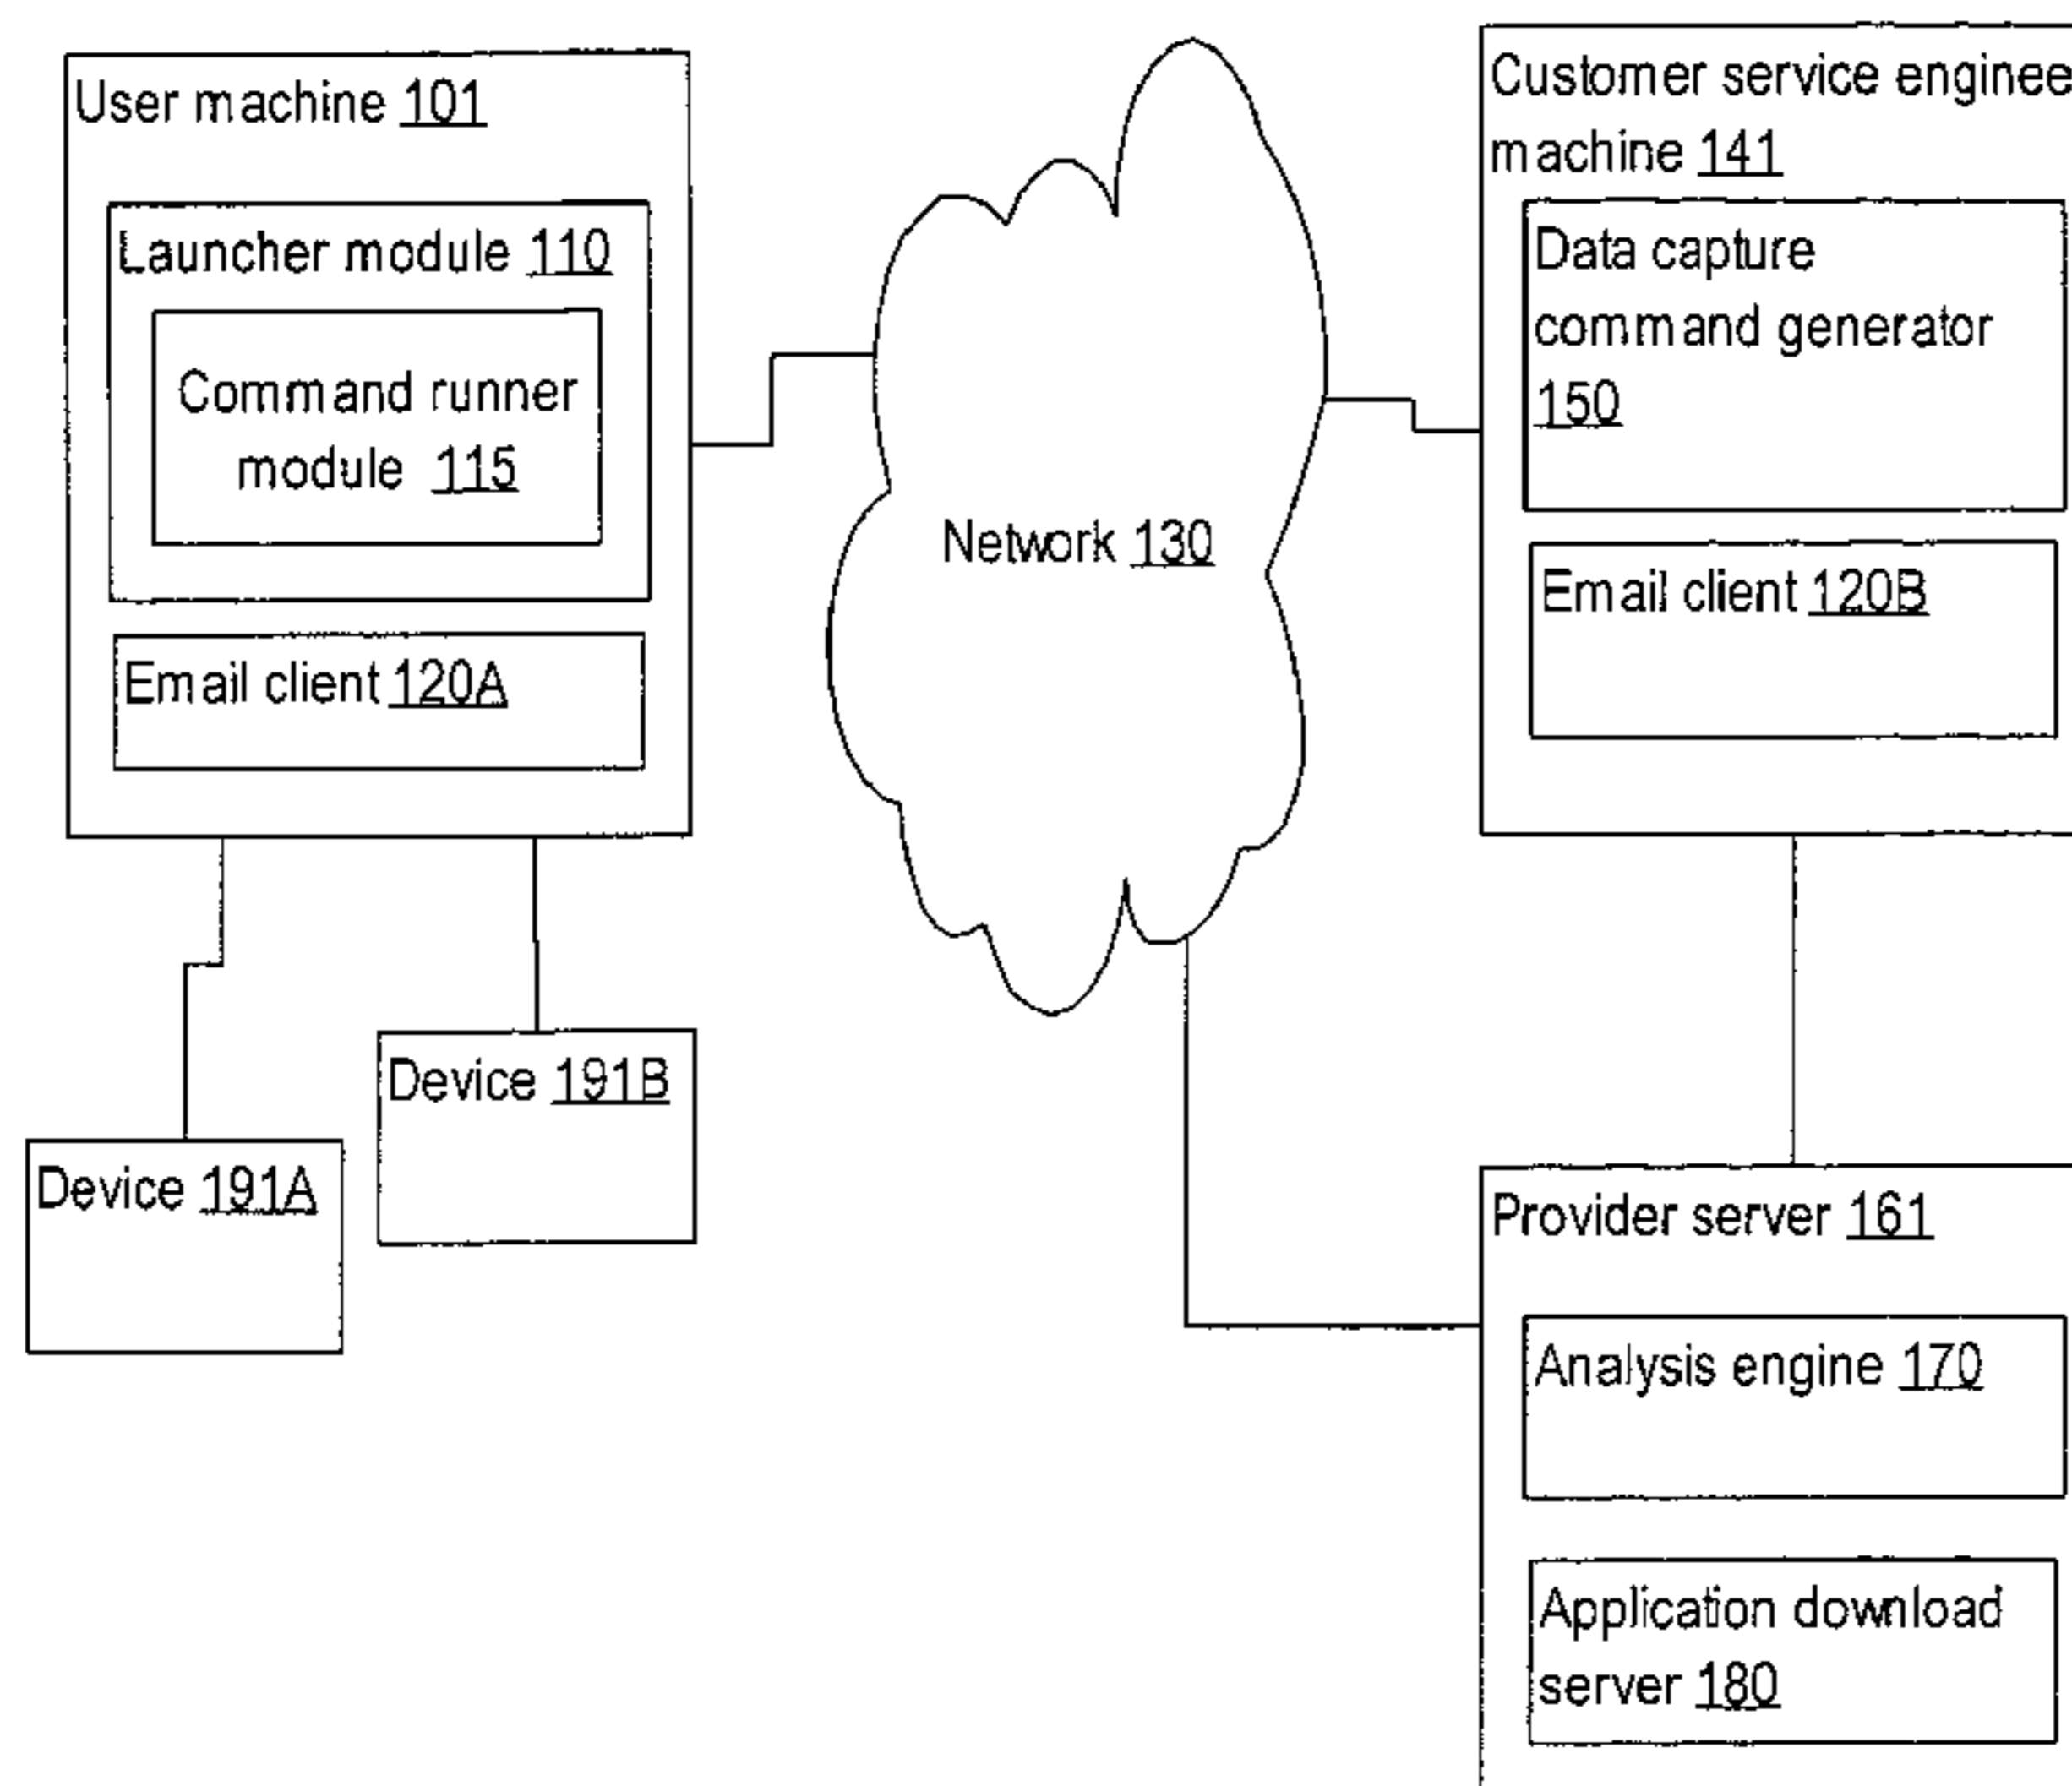 User machine 101
Launcher module 110
Command runner
module 115
Email client 120A
Device 191A
Device 191B
Network 130
Customer service enginee
machine 141
Data capture
command generator
150
Email client 120B
Provider server 161
Analysis engine 170
Application download
server 180